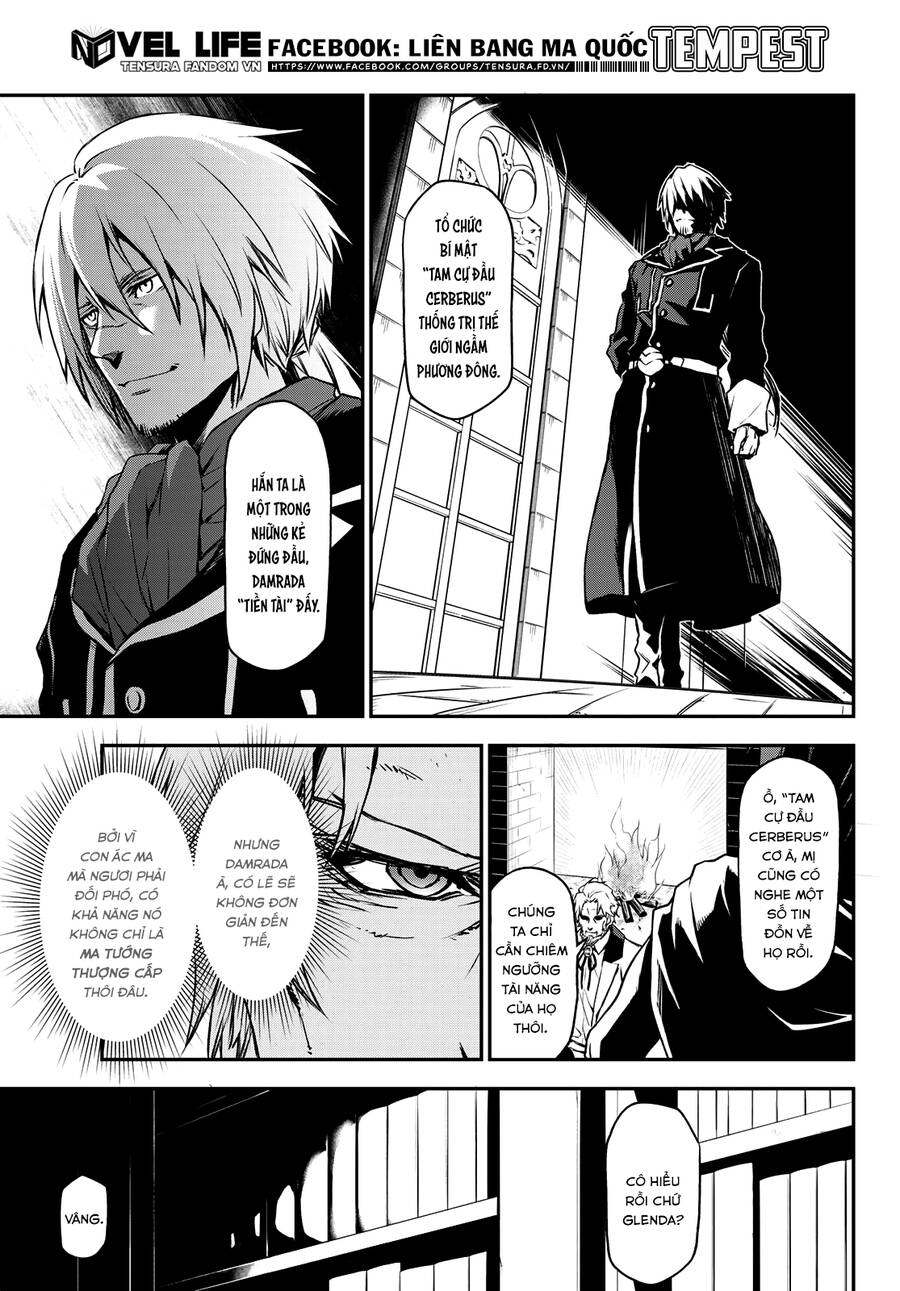 NOVEL LIFE
TENSURA FANDOM VN
FACEBOOK: LIÊN BANG MA QUỐC
HTTPS://WWW.FACEBOOK.COM/GROUPS/TENSURA.FD.VN/
TEMPEST
TỔ CHỨC
BÍ MẬT
“TAM CỰ ĐẦU
CERBERUS”
THỐNG TRỊ THẾ
GIỚI NGẦM
PHƯƠNG ĐÔNG.
HẮN TA LÀ
MỘT TRONG
NHỮNG KẺ
ĐỨNG ĐẦU,
DAMRADA
“TIỀN TÀI” ĐẤY.
Ồ, “TAM
CỰ ĐẦU
CERBERUS”
CƠ À, MỊ
CŨNG CÓ
NGHE MỘT
SỐ TIN
ĐỒN VỀ
HỌ RỒI.
CHÚNG
TA CHỈ
CẦN CHIÊM
NGƯỠNG
TÀI NĂNG
CỦA HỌ
THÔI.
NHƯNG
DAMRADA
À, CÓ LẼ SẼ
KHÔNG ĐƠN
GIẢN ĐẾN
THẾ,
BỞI VÌ
CON ÁC MA
MÀ NGƯƠI PHẢI
ĐỐI PHÓ, CÓ
KHẢ NĂNG NÓ
KHÔNG CHỈ LÀ
MA TƯỚNG
THƯỢNG CẤP
THÔI ĐÂU.
CÔ HIỂU
RỒI CHỨ
GLENDA?
VÂNG.